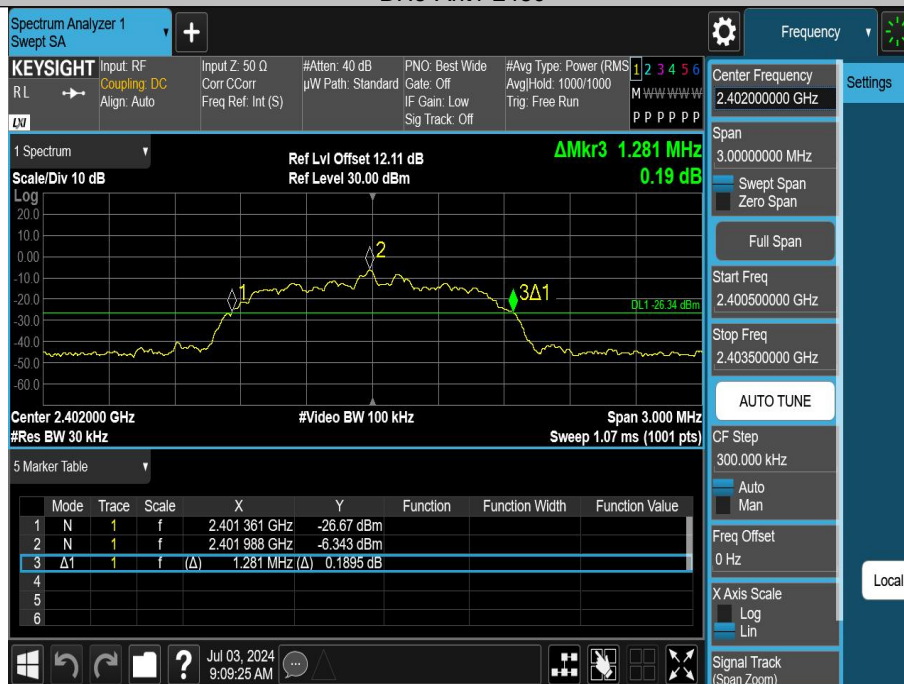 Spectrum Analyzer 1
Swept SA
+
Frequency
KEYSIGHT
RL
LXI
Input: RF
Coupling: DC
Align: Auto
Input Z: 50 Ω
Corr CCorr
Freq Ref: Int (S)
#Atten: 40 dB
µW Path: Standard
PNO: Best Wide
Gate: Off
IF Gain: Low
Sig Track: Off
#Avg Type: Power (RMS
Avg|Hold: 1000/1000
Trig: Free Run
1 2 3 4 5 6
M W W W W W
P P P P P P
1 Spectrum
Scale/Div 10 dB
Ref Lvl Offset 12.11 dB
Ref Level 30.00 dBm
ΔMkr3 1.281 MHz
0.19 dB
Log
20.0
10.0
0.00
-10.0
-20.0
-30.0
-40.0
-50.0
-60.0
1
2
3Δ1
DL1 -26.34 dBm
Center 2.402000 GHz
#Video BW 100 kHz
Span 3.000 MHz
#Res BW 30 kHz
Sweep 1.07 ms (1001 pts)
5 Marker Table
Mode Trace Scale X Y Function Function Width Function Value
1 N 1 f 2.401 361 GHz -26.67 dBm
2 N 1 f 2.401 988 GHz -6.343 dBm
3 Δ1 1 f (Δ) 1.281 MHz (Δ) 0.1895 dB
4
5
6
?
Jul 03, 2024
9:09:25 AM
Center Frequency
2.402000000 GHz
Settings
Span
3.00000000 MHz
Swept Span
Zero Span
Full Span
Start Freq
2.400500000 GHz
Stop Freq
2.403500000 GHz
AUTO TUNE
CF Step
300.000 kHz
Auto
Man
Freq Offset
0 Hz
Local
X Axis Scale
Log
Lin
Signal Track
(Span Zoom)